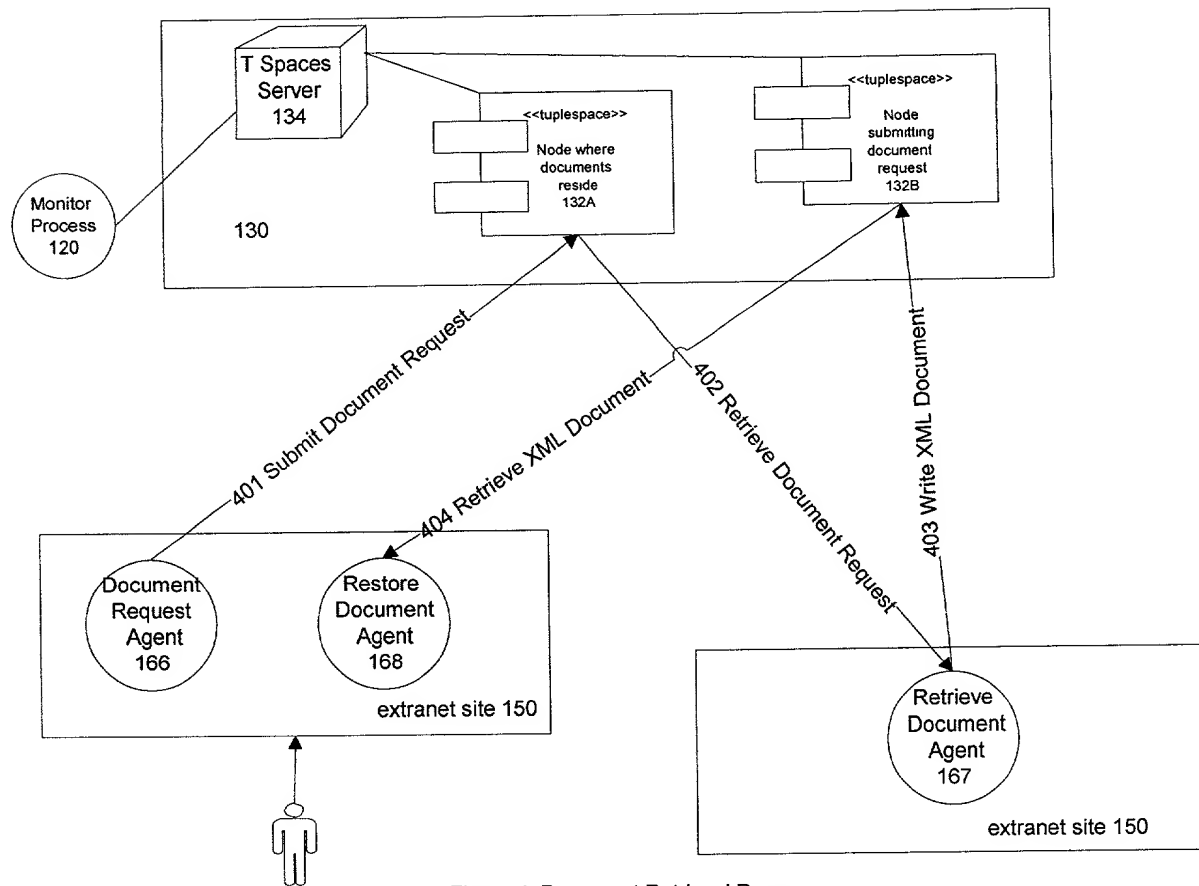 T Spaces
Server
134
<<tuplespace>>
Node where
documents
reside
132A
<<tuplespace>>
Node
submitting
document
request
132B
Monitor
Process
120
130
401 Submit Document Request
404 Retrieve XML Document
402 Retrieve Document Request
403 Write XML Document
Document
Request
Agent
166
Restore
Document
Agent
168
extranet site 150
Retrieve
Document
Agent
167
extranet site 150